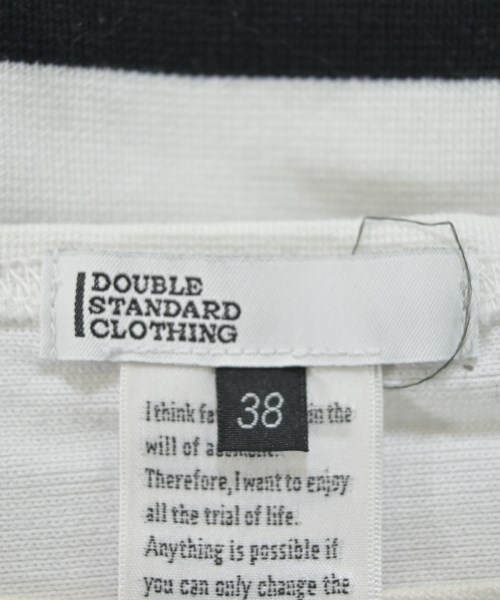 DOUBLE
STANDARD
CLOTHING
38
I think in the
will of
Therefore, I want to enjoy
all the trial of life.
Anything is possible if
you can only change the